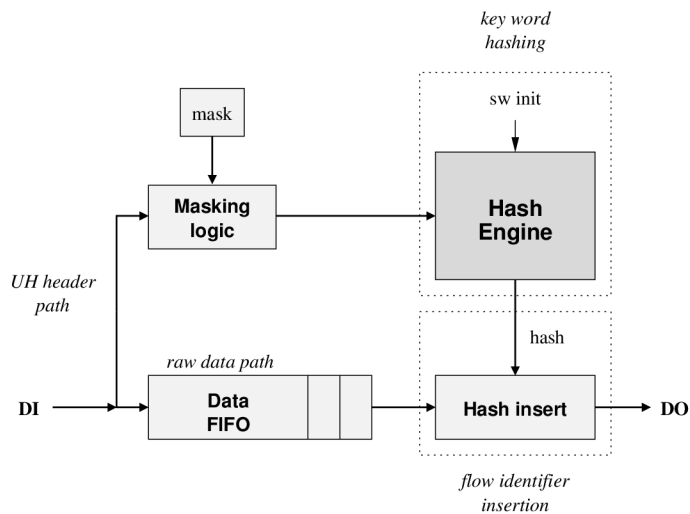 key word
hashing
sw init
mask
Masking
logic
Hash
Engine
UH header
path
hash
raw data path
DI
Data
FIFO
Hash insert
DO
flow identifier
insertion